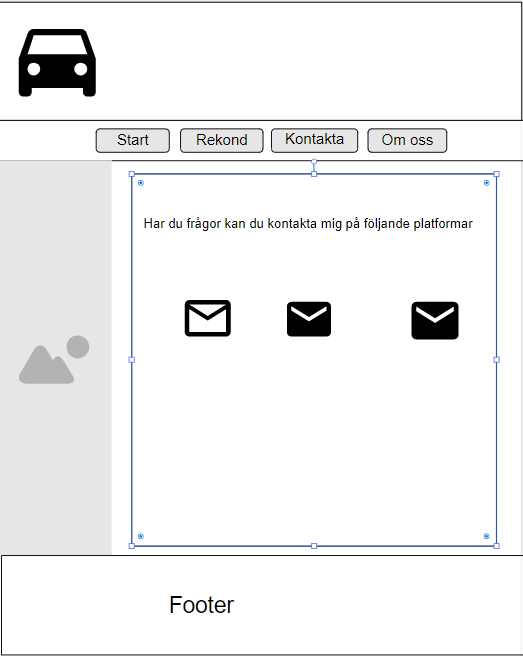 Start
Rekond
Kontakta
Om oss
Har du frågor kan du kontakta mig på följande platformar
Footer